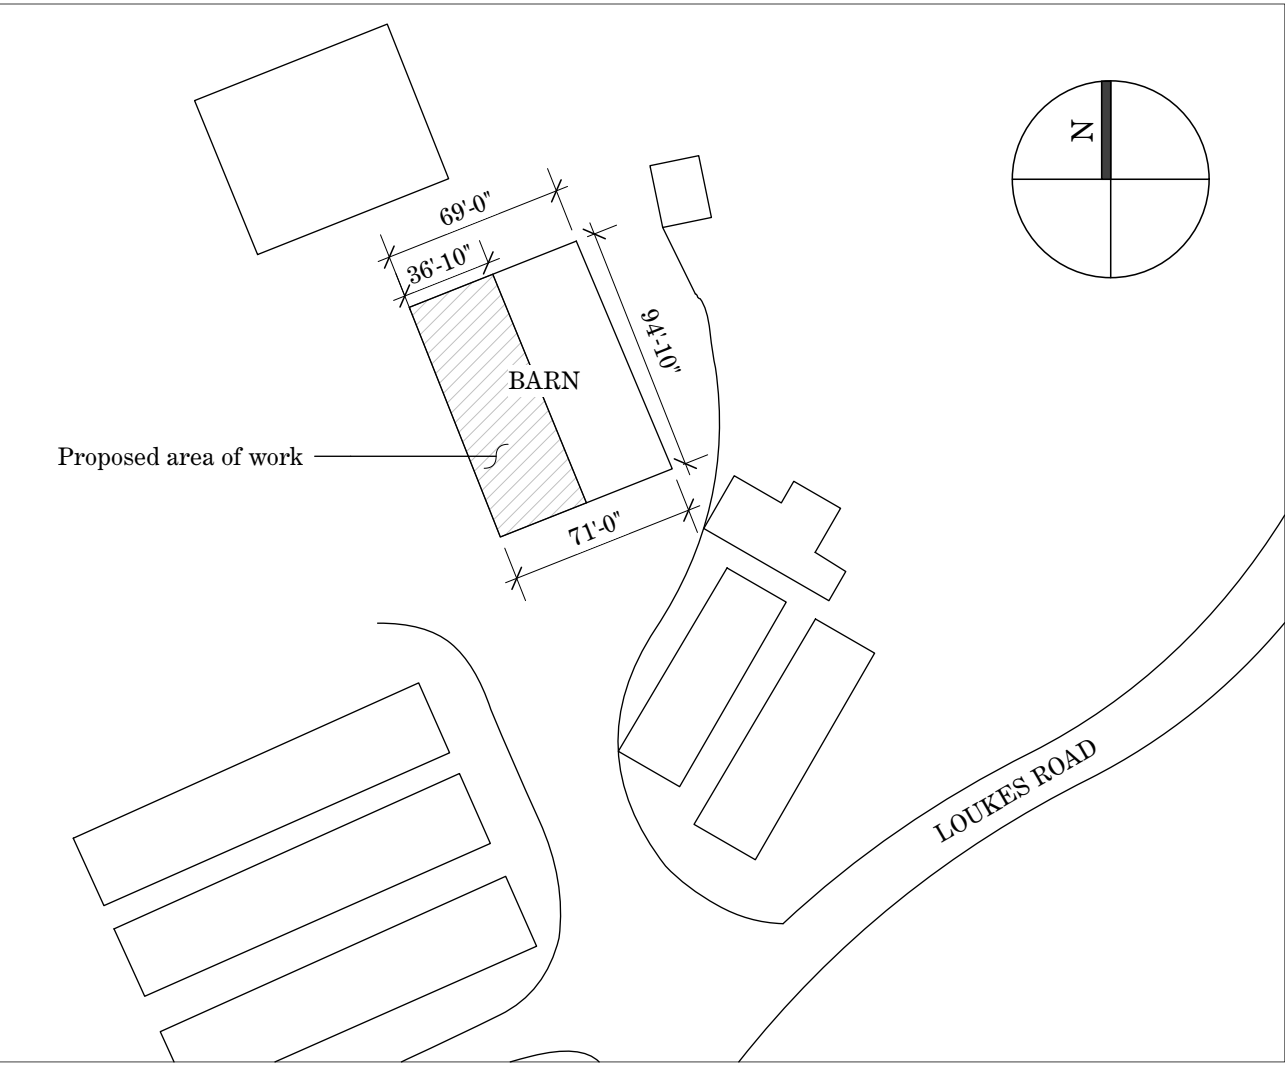 N
69'-0"
36'-10"
94'-10"
BARN
Proposed area of work
71'-0"
LOUKES ROAD